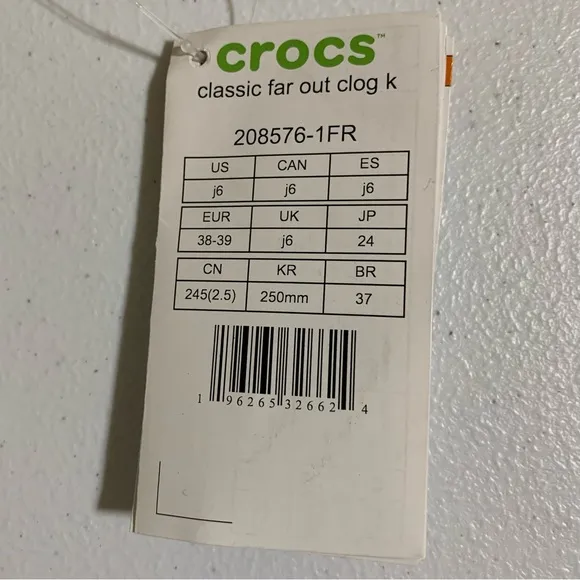 crocs™
classic far out clog k
208576-1FR
US CAN ES
j6 j6 j6
EUR UK JP
38-39 j6 24
CN KR BR
245(2.5) 250mm 37
1 96265 32662 4